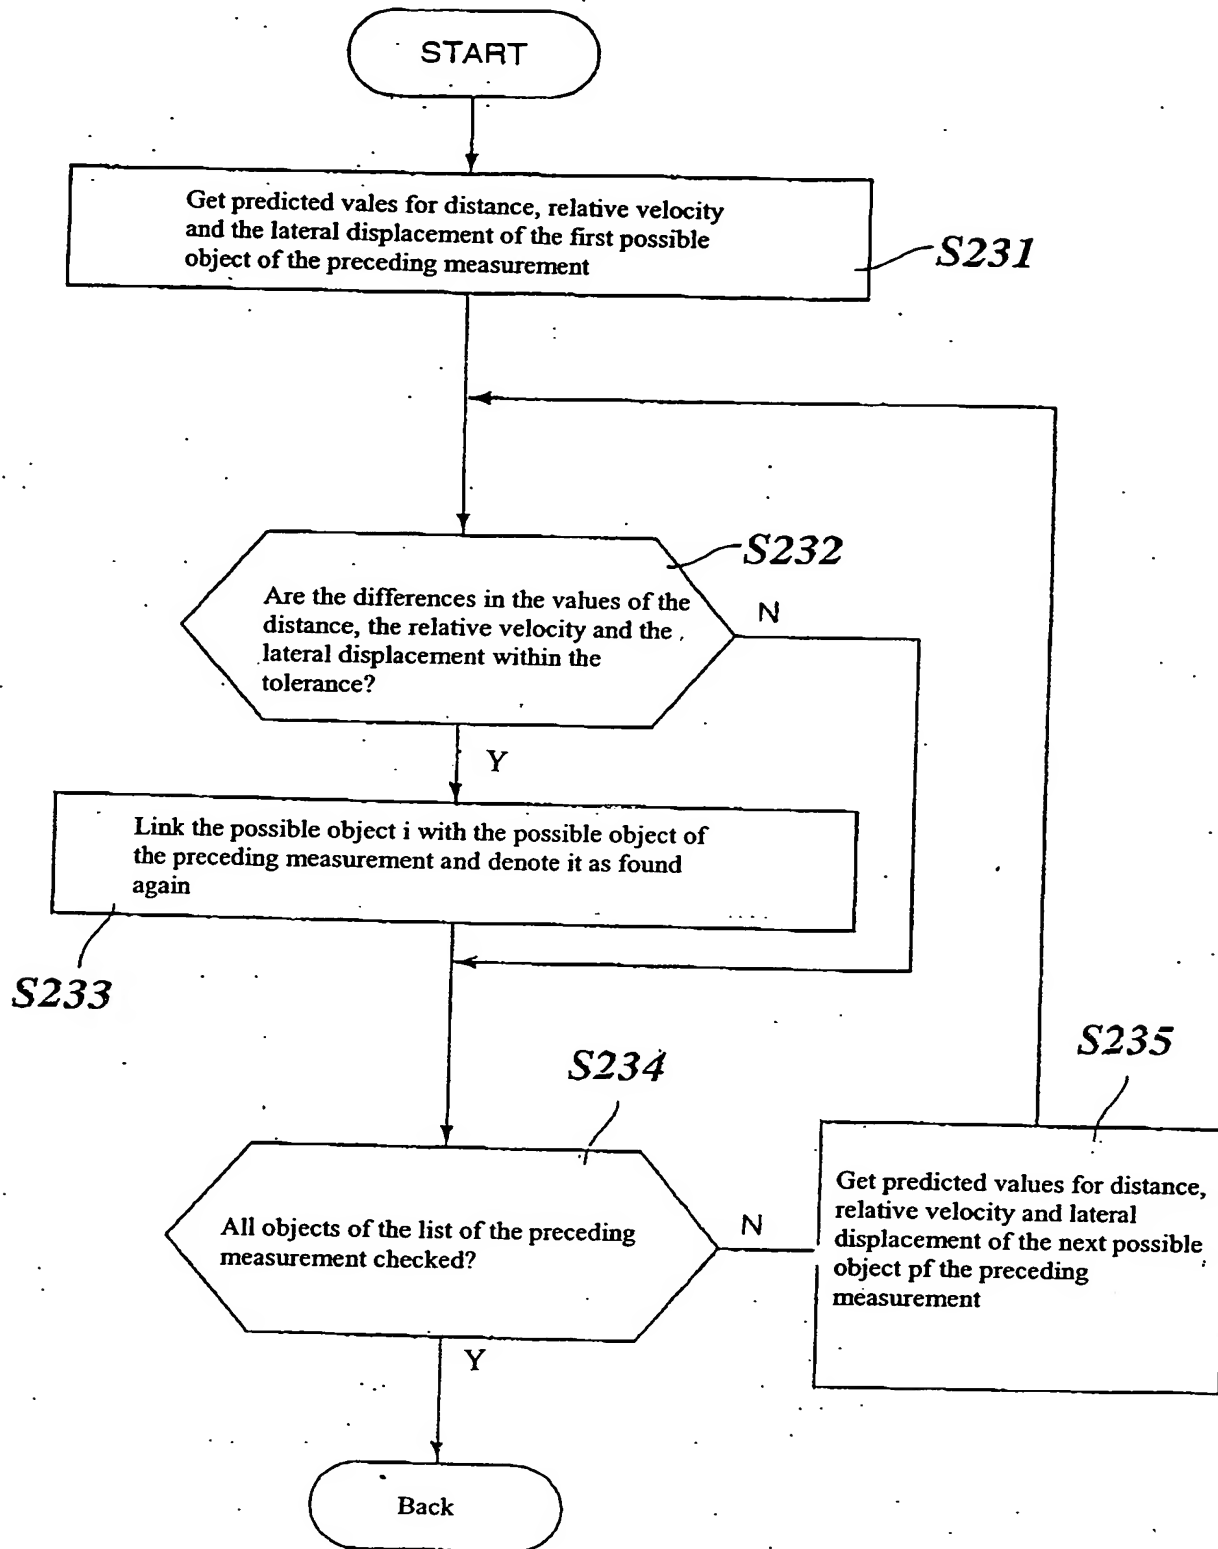 START
Get predicted vales for distance, relative velocity
and the lateral displacement of the first possible
object of the preceding measurement
S231
S232
Are the differences in the values of the
distance, the relative velocity and the
lateral displacement within the
tolerance?
N
Y
Link the possible object i with the possible object of
the preceding measurement and denote it as found
again
S233
S234
S235
All objects of the list of the preceding
measurement checked?
N
Get predicted values for distance,
relative velocity and lateral
displacement of the next possible
object pf the preceding
measurement
Y
Back